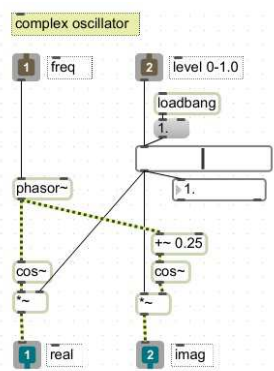 complex oscillator
1 freq
2 level 0-1.0
loadbang
1.
1.
phasor~
+~ 0.25
cos~
cos~
*~
*~
1 real
2 imag